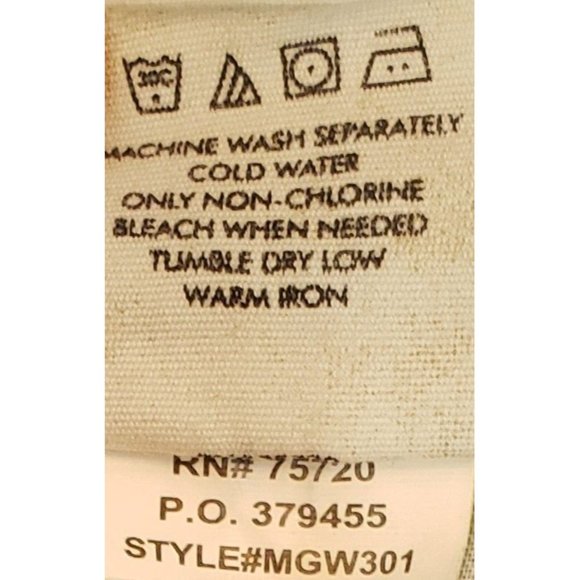 30C
MACHINE WASH SEPARATELY
COLD WATER
ONLY NON-CHLORINE
BLEACH WHEN NEEDED
TUMBLE DRY LOW
WARM IRON
RN# 75720
P.O. 379455
STYLE#MGW301